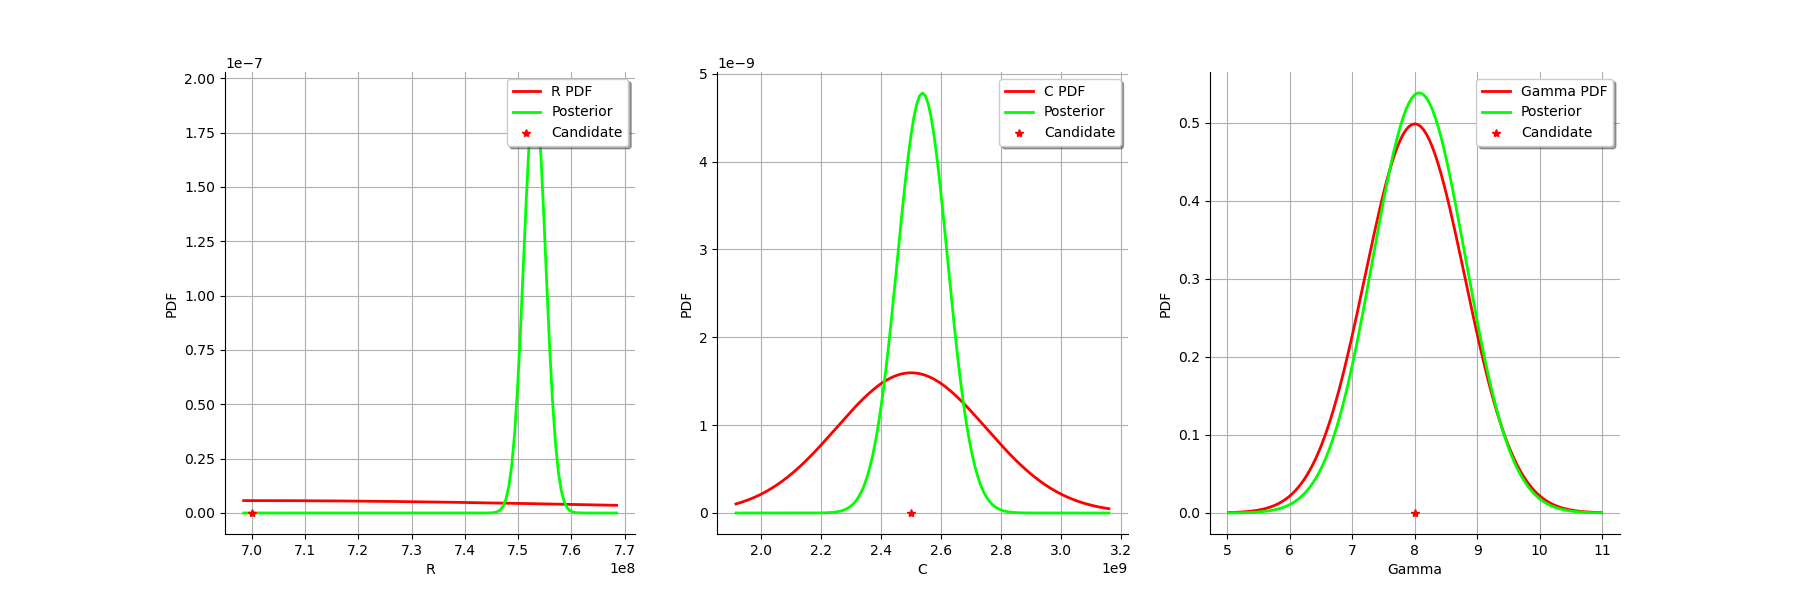 1e−7
2.00
1.75
1.50
1.25
1.00
0.75
0.50
0.25
0.00
PDF
7.0 7.1 7.2 7.3 7.4 7.5 7.6 7.7
1e8
R
R PDF
Posterior
Candidate
1e−9
5
4
3
2
1
0
PDF
2.0 2.2 2.4 2.6 2.8 3.0 3.2
1e9
C
C PDF
Posterior
Candidate
0.5
0.4
0.3
0.2
0.1
0.0
PDF
5 6 7 8 9 10 11
Gamma
Gamma PDF
Posterior
Candidate